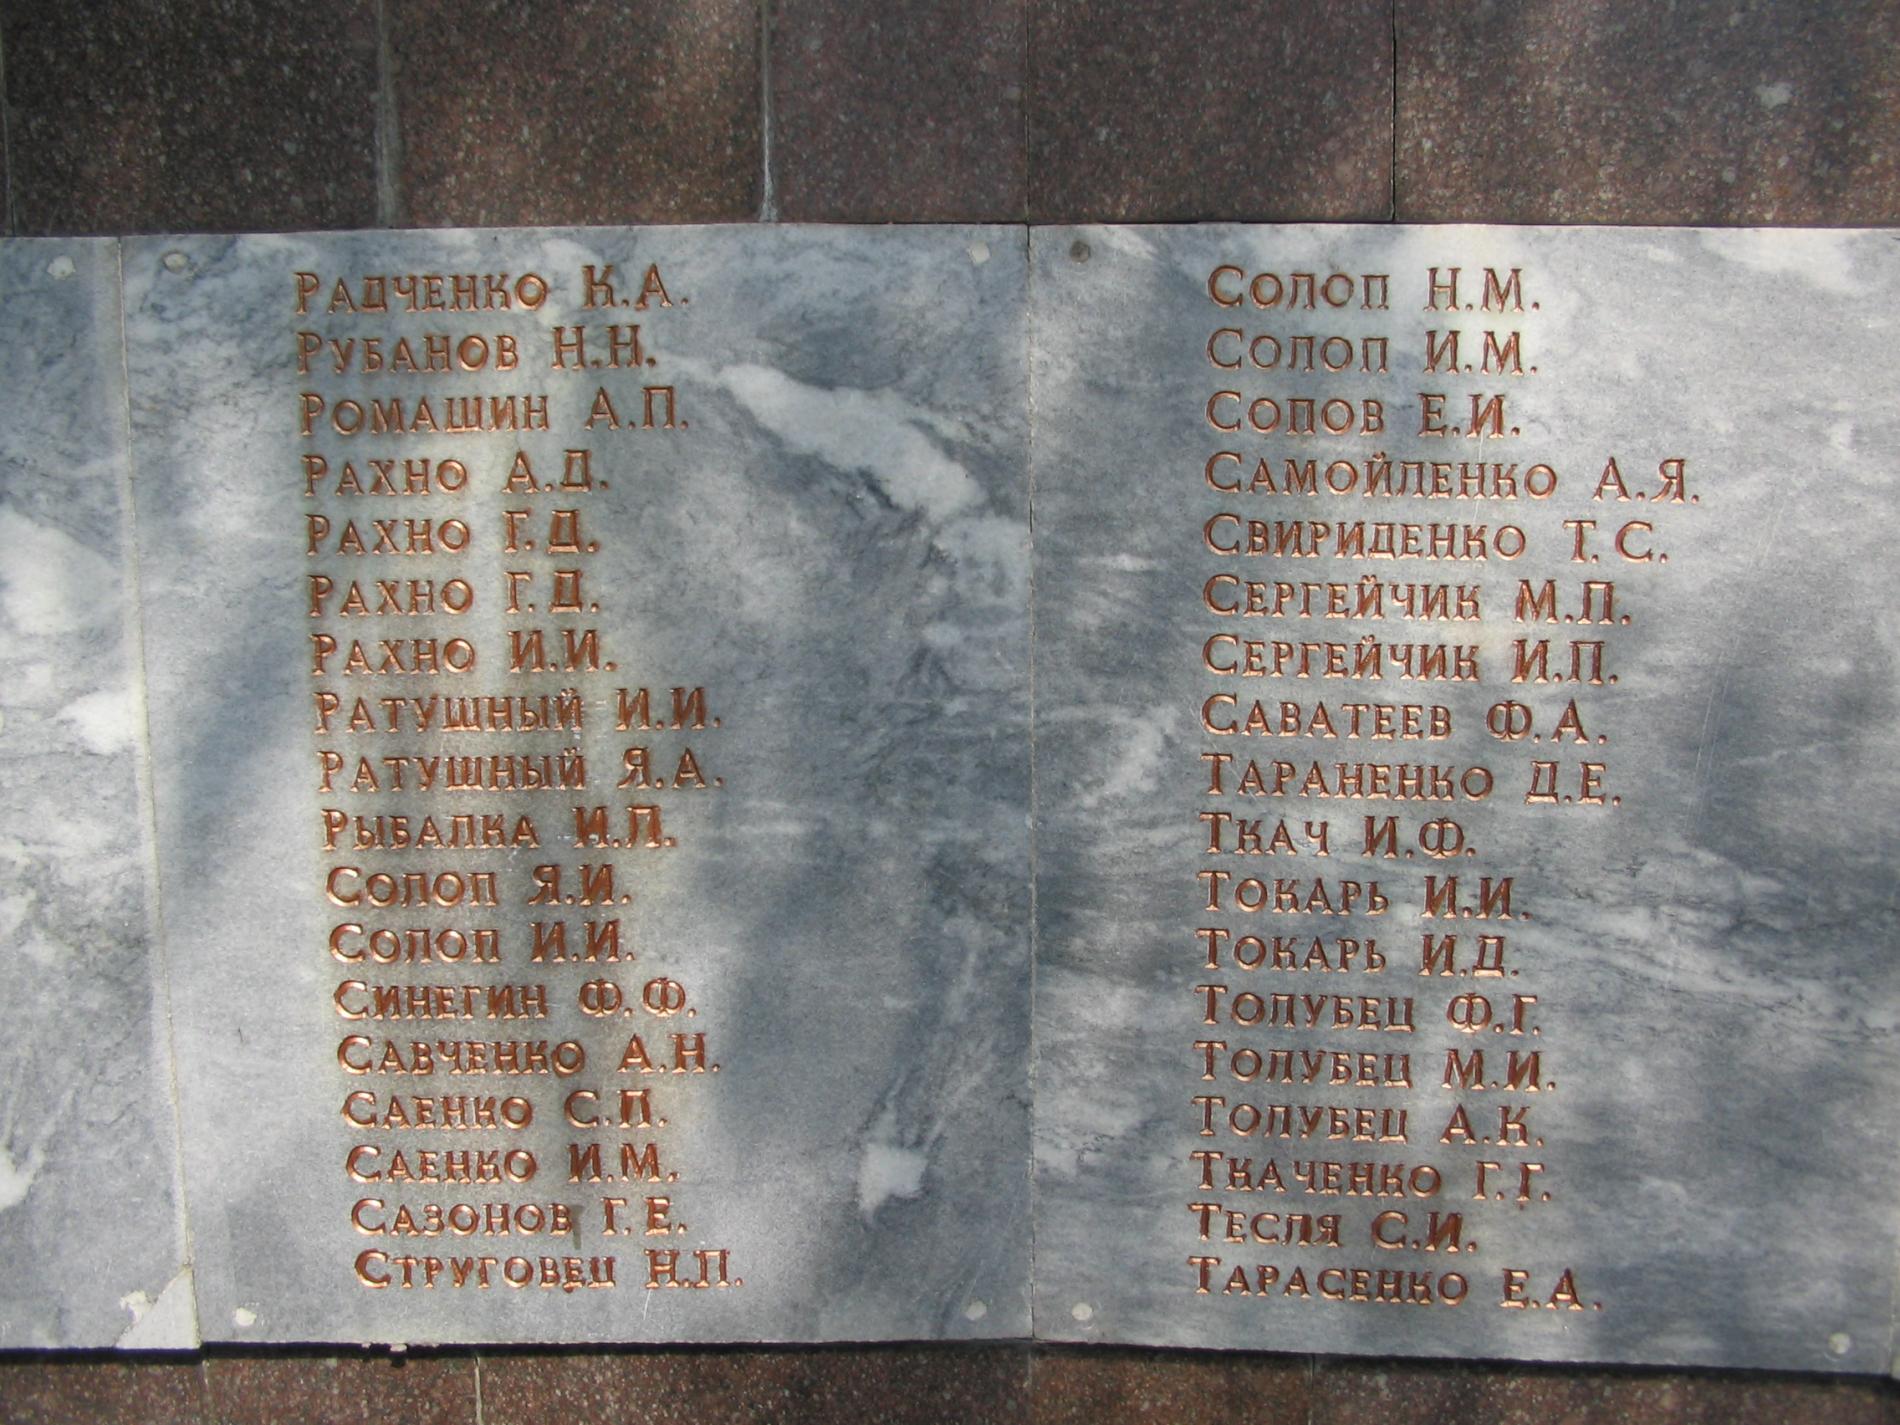 Радченко К.А.
Рубанов Н.Н.
Ромашин А.П.
Рахно А.Д.
Рахно Г.Д.
Рахно Г.Д.
Рахно И.И.
Ратушный И.И.
Ратушный Я.А.
Рыбалка И.П.
Солоп Я.И.
Солоп И.И.
Синегин Ф.Ф.
Савченко А.Н.
Саенко С.П.
Саенко И.М.
Сазонов Г.Е.
Струговец Н.П.
Солоп Н.М.
Солоп И.М.
Сопов Е.И.
Самойленко А.Я.
Свириденко Т.С.
Сергейчик М.П.
Сергейчик И.П.
Саватеев Ф.А.
Тараненко Д.Е.
Ткач И.Ф.
Токарь И.И.
Токарь И.Д.
Толубец Ф.Г.
Толубец М.И.
Толубец А.К.
Ткаченко Г.Г.
Тесля С.И.
Тарасенко Е.А.